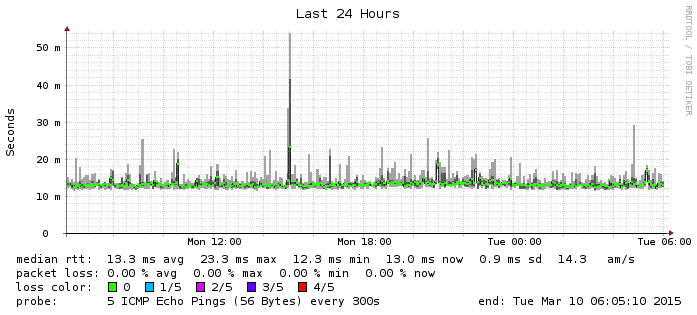 Last 24 Hours
RRDTOOL / TOBI OETIKER
Seconds
50 m
40 m
30 m
20 m
10 m
0
Mon 12:00 Mon 18:00 Tue 00:00 Tue 06:00
median rtt: 13.3 ms avg 23.3 ms max 12.3 ms min 13.0 ms now 0.9 ms sd 14.3 am/s
packet loss: 0.00 % avg 0.00 % max 0.00 % min 0.00 % now
loss color: 0 1/5 2/5 3/5 4/5
probe: 5 ICMP Echo Pings (56 Bytes) every 300s end: Tue Mar 10 06:05:10 2015